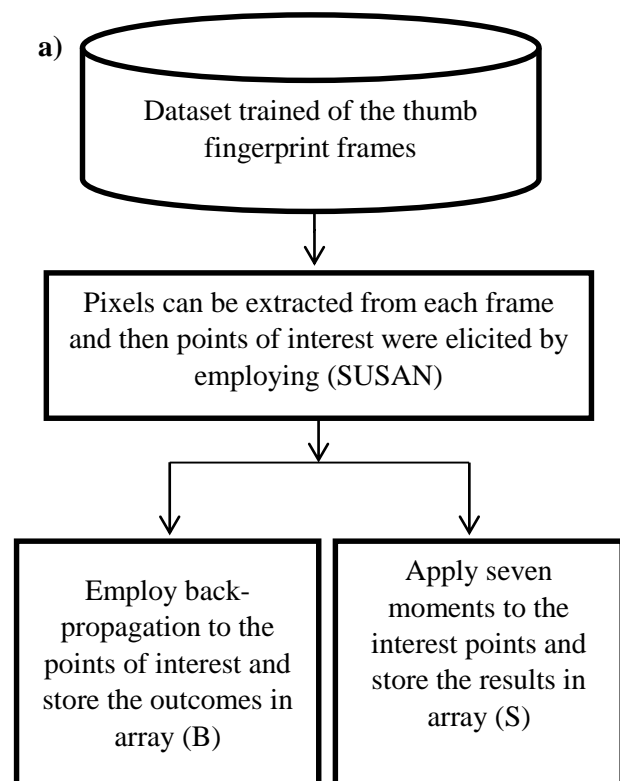 a)
Dataset trained of the thumb
fingerprint frames
Pixels can be extracted from each frame
and then points of interest were elicited by
employing (SUSAN)
Employ back-
propagation to the
points of interest and
store the outcomes in
array (B)
Apply seven
moments to the
interest points and
store the results in
array (S)